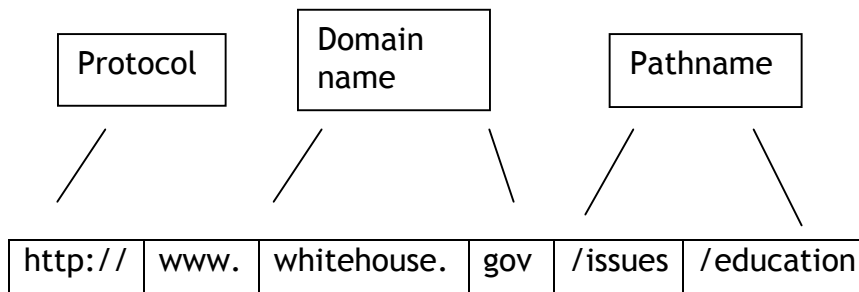 Protocol
Domain
name
Pathname
http:// www. whitehouse. gov /issues /education